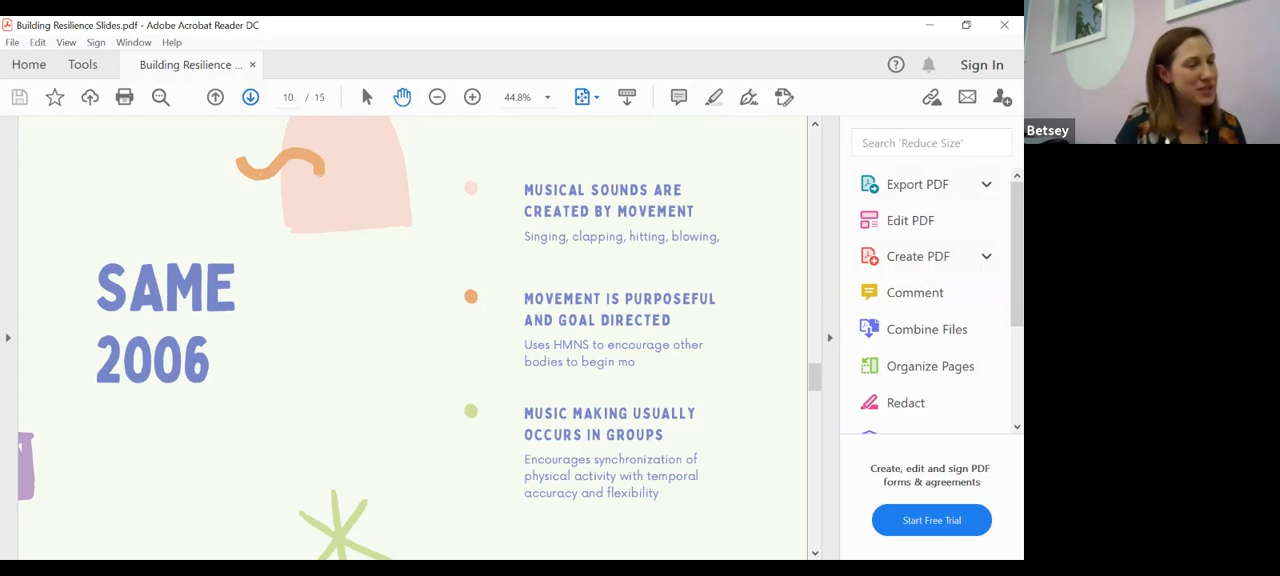 Building Resilience Slides.pdf - Adobe Acrobat Reader DC
File Edit View Sign Window Help
Home Tools Building Resilience ... × Sign In
10 / 15 44.8%
Betsey
SAME
2006
MUSICAL SOUNDS ARE
CREATED BY MOVEMENT
Singing, clapping, hitting, blowing,
MOVEMENT IS PURPOSEFUL
AND GOAL DIRECTED
Uses HMNS to encourage other
bodies to begin mo
MUSIC MAKING USUALLY
OCCURS IN GROUPS
Encourages synchronization of
physical activity with temporal
accuracy and flexibility
Search 'Reduce Size'
Export PDF
Edit PDF
Create PDF
Comment
Combine Files
Organize Pages
Redact
Create, edit and sign PDF
forms & agreements
Start Free Trial